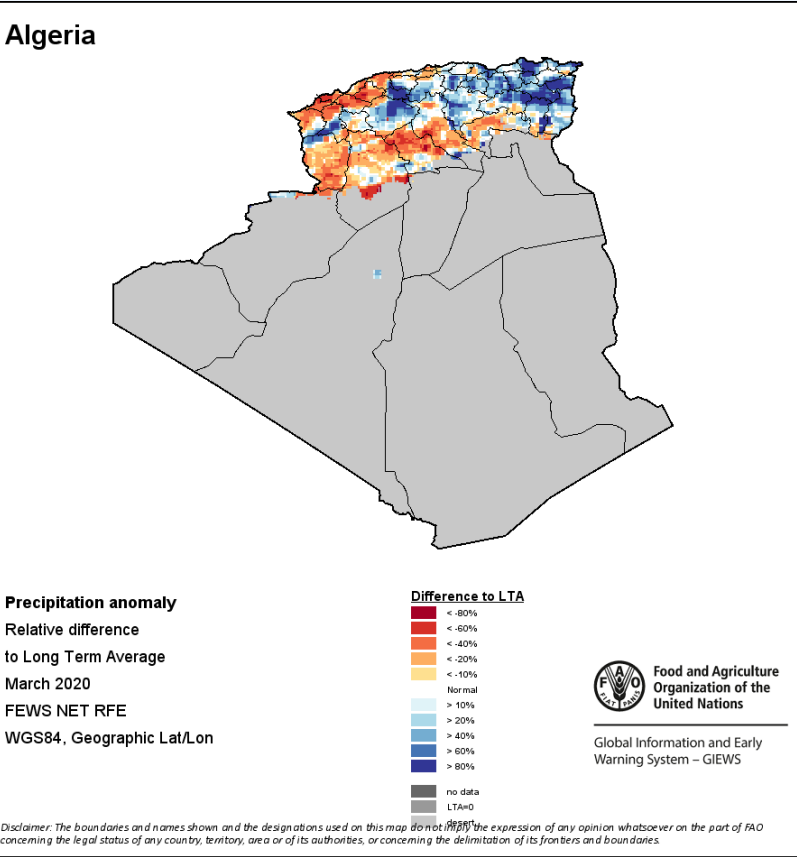 Algeria
Precipitation anomaly
Relative difference
to Long Term Average
March 2020
FEWS NET RFE
WGS84, Geographic Lat/Lon
Difference to LTA
< -80%
< -60%
< -40%
< -20%
< -10%
Normal
> 10%
> 20%
> 40%
> 60%
> 80%
no data
LTA=0
desert
F A O
FIAT PANIS
Food and Agriculture
Organization of the
United Nations
Global Information and Early
Warning System – GIEWS
Disclaimer: The boundaries and names shown and the designations used on this map do not imply the expression of any opinion whatsoever on the part of FAO
concerning the legal status of any country, territory, area or of its authorities, or concerning the delimitation of its frontiers and boundaries.